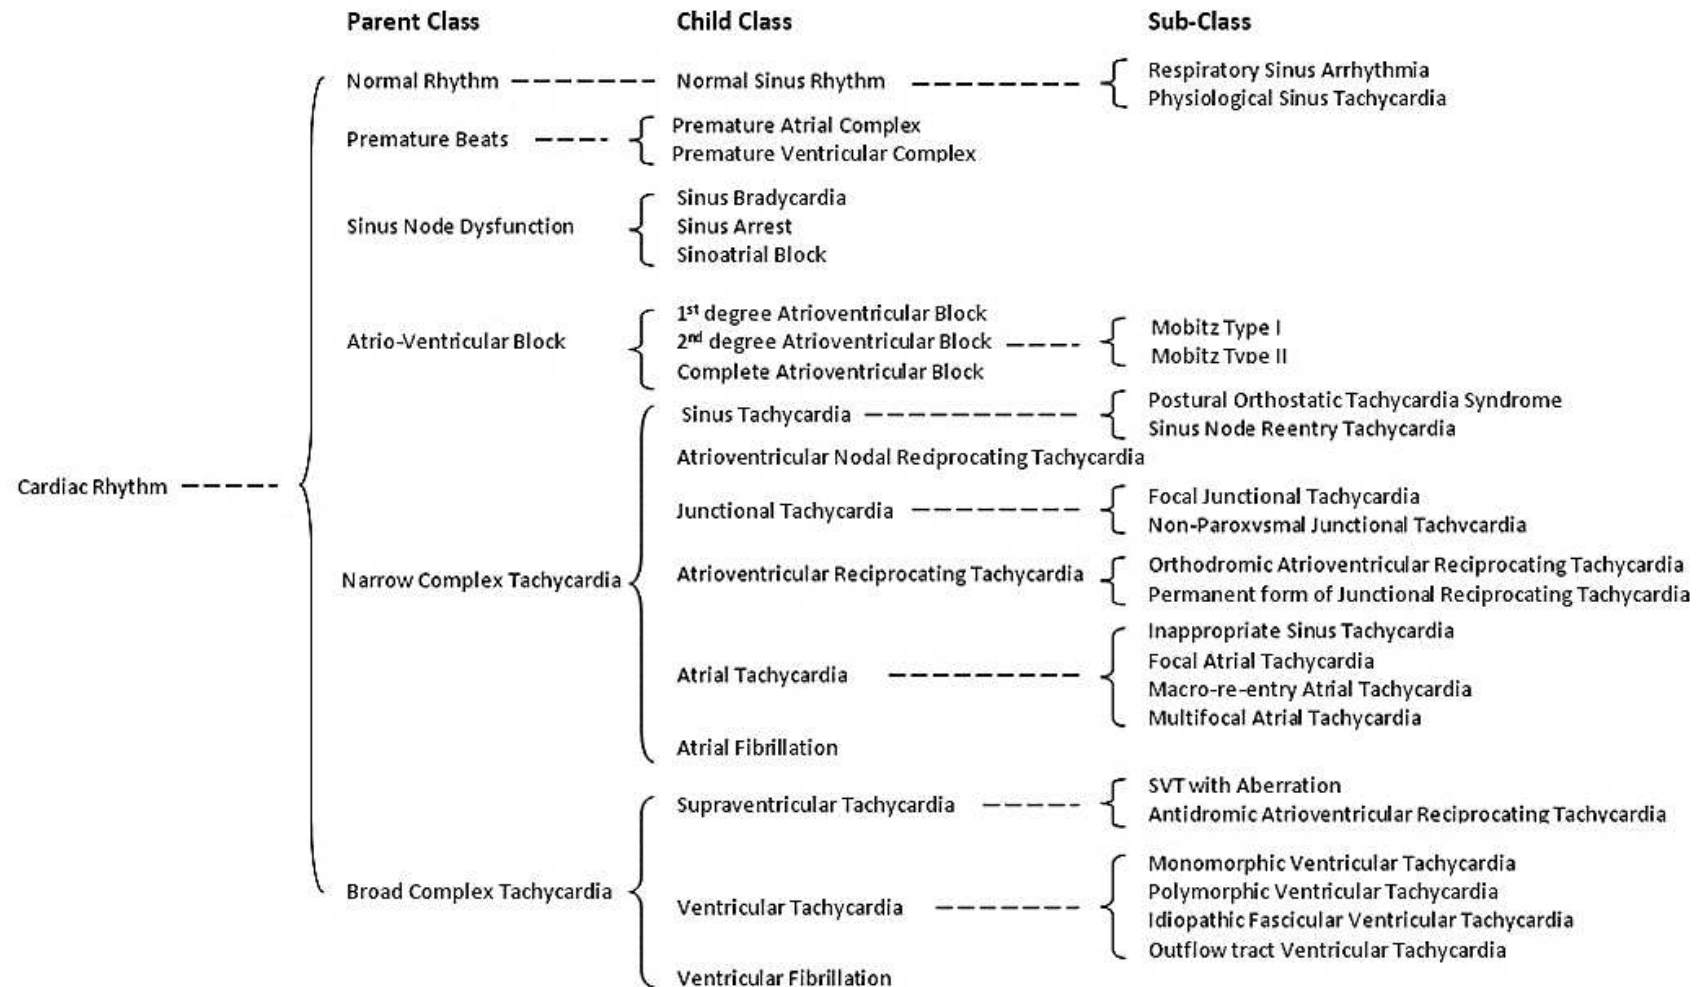 Parent Class
Child Class
Sub-Class
Normal Rhythm
Normal Sinus Rhythm
Respiratory Sinus Arrhythmia
Physiological Sinus Tachycardia
Premature Beats
Premature Atrial Complex
Premature Ventricular Complex
Sinus Node Dysfunction
Sinus Bradycardia
Sinus Arrest
Sinoatrial Block
Atrio-Ventricular Block
1st degree Atrioventricular Block
2nd degree Atrioventricular Block
Complete Atrioventricular Block
Mobitz Type I
Mobitz Type II
Cardiac Rhythm
Narrow Complex Tachycardia
Sinus Tachycardia
Postural Orthostatic Tachycardia Syndrome
Sinus Node Reentry Tachycardia
Atrioventricular Nodal Reciprocating Tachycardia
Junctional Tachycardia
Focal Junctional Tachycardia
Non-Paroxysmal Junctional Tachycardia
Atrioventricular Reciprocating Tachycardia
Orthodromic Atrioventricular Reciprocating Tachycardia
Permanent form of Junctional Reciprocating Tachycardia
Atrial Tachycardia
Inappropriate Sinus Tachycardia
Focal Atrial Tachycardia
Macro-re-entry Atrial Tachycardia
Multifocal Atrial Tachycardia
Atrial Fibrillation
Broad Complex Tachycardia
Supraventricular Tachycardia
SVT with Aberration
Antidromic Atrioventricular Reciprocating Tachycardia
Ventricular Tachycardia
Monomorphic Ventricular Tachycardia
Polymorphic Ventricular Tachycardia
Idiopathic Fascicular Ventricular Tachycardia
Outflow tract Ventricular Tachycardia
Ventricular Fibrillation